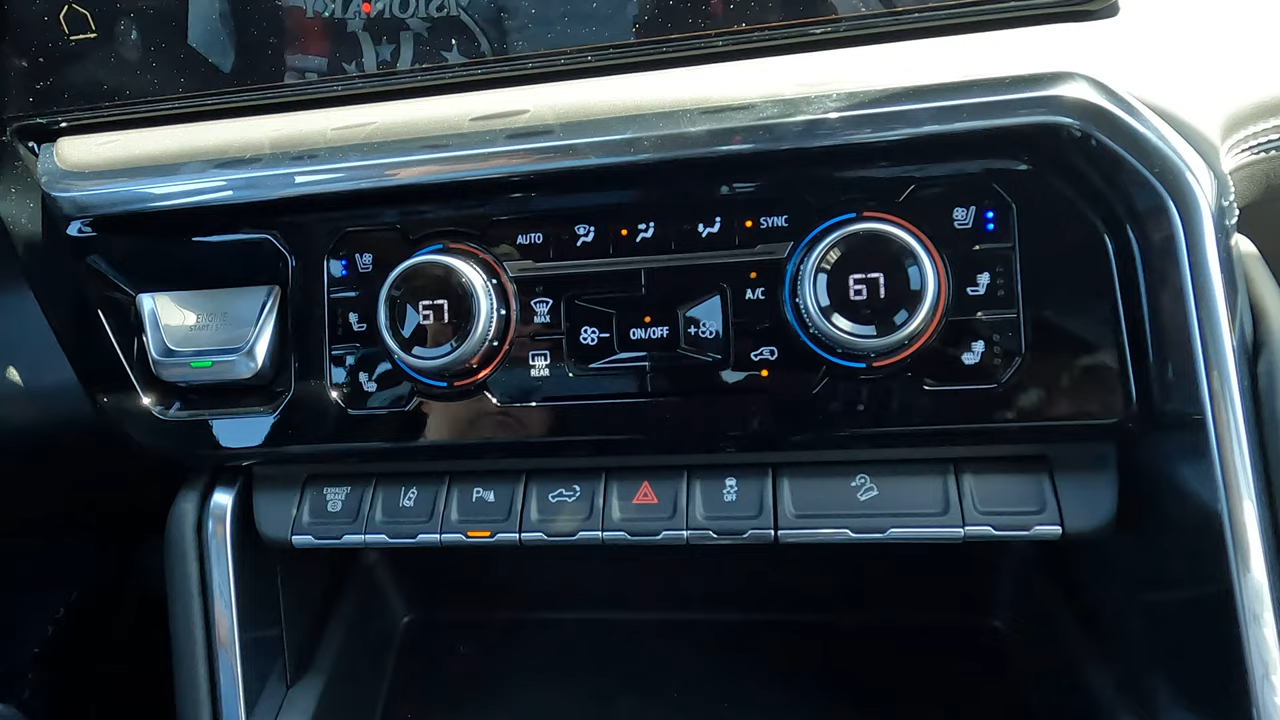 AUTO
SYNC
ENGINE
START / STOP
67
MAX
A/C
67
ON/OFF
REAR
EXHAUST
BRAKE
P
OFF